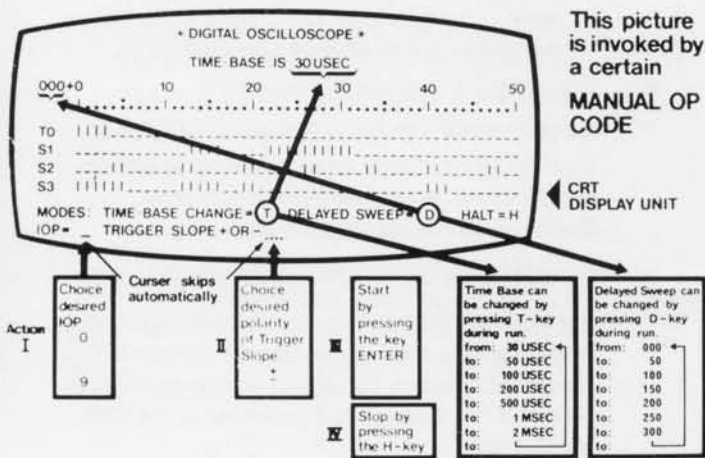 * DIGITAL OSCILLOSCOPE *
TIME BASE IS 30 USEC
000+0 10 20 30 40 50
T0
S1
S2
S3
MODES: TIME BASE CHANGE = T DELAYED SWEEP = D HALT = H
IOP = _ TRIGGER SLOPE + OR -
This picture
is invoked by
a certain
MANUAL OP
CODE
CRT
DISPLAY UNIT
Curser skips
automatically
Action
I
Choice
desired
IOP
0
9
II
Choice
desired
polarity
of Trigger
Slope
±
III
Start
by
pressing
the key
ENTER
IV
Stop by
pressing
the H-key
Time Base can
be changed by
pressing T-key
during run.
from: 30 USEC
to: 50 USEC
to: 100 USEC
to: 200 USEC
to: 500 USEC
to: 1 MSEC
to: 2 MSEC
to:
Delayed Sweep can
be changed by
pressing D-key
during run.
from: 000
to: 50
to: 100
to: 150
to: 200
to: 250
to: 300
to: